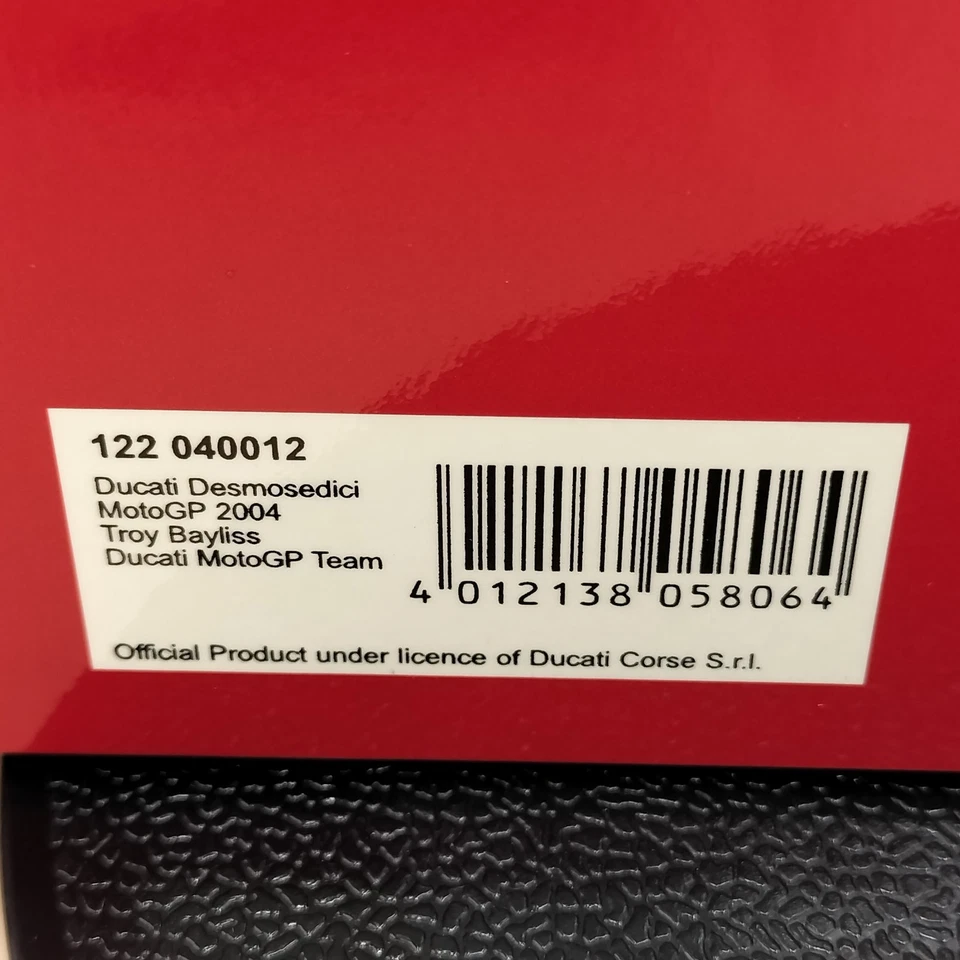 122 040012
Ducati Desmosedici
MotoGP 2004
Troy Bayliss
Ducati MotoGP Team
4 012138 058064
Official Product under licence of Ducati Corse S.r.l.